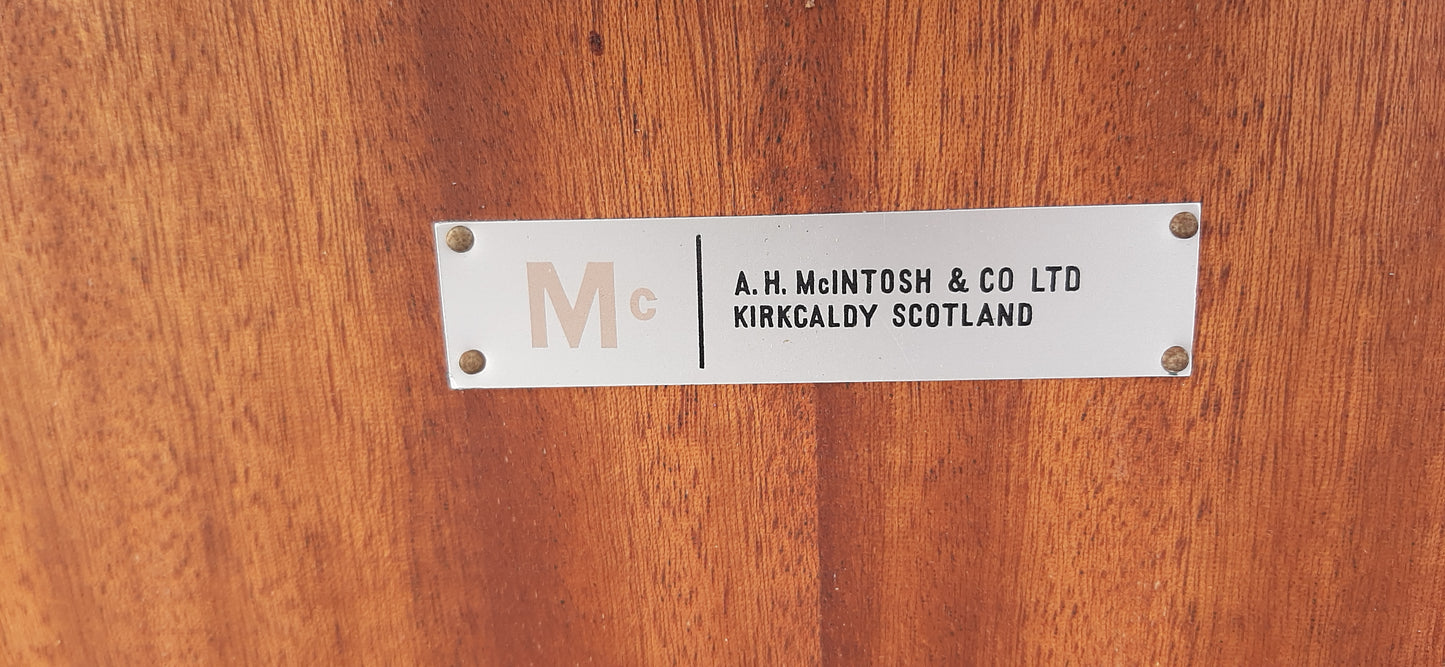 Mc
A.H. McINTOSH & CO LTD
KIRKCALDY SCOTLAND